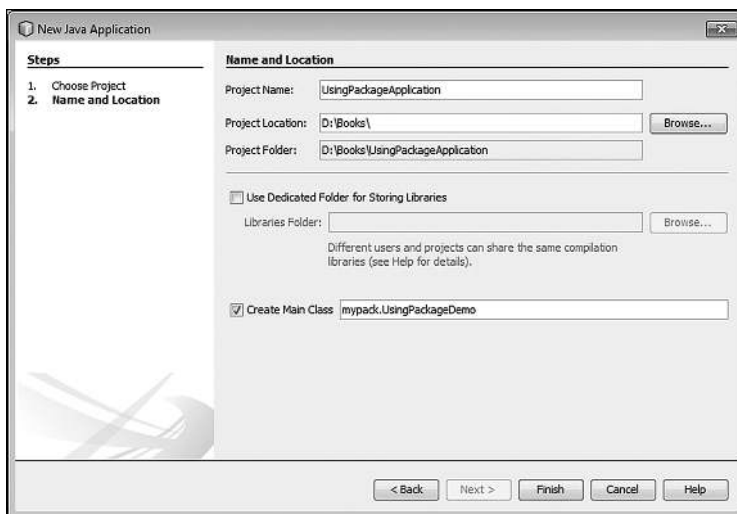 New Java Application
Steps
1. Choose Project
2. Name and Location
Name and Location
Project Name: UsingPackageApplication
Project Location: D:\Books\ Browse...
Project Folder: D:\Books\UsingPackageApplication
Use Dedicated Folder for Storing Libraries
Libraries Folder: Browse...
Different users and projects can share the same compilation
libraries (see Help for details).
Create Main Class mypack.UsingPackageDemo
< Back Next > Finish Cancel Help